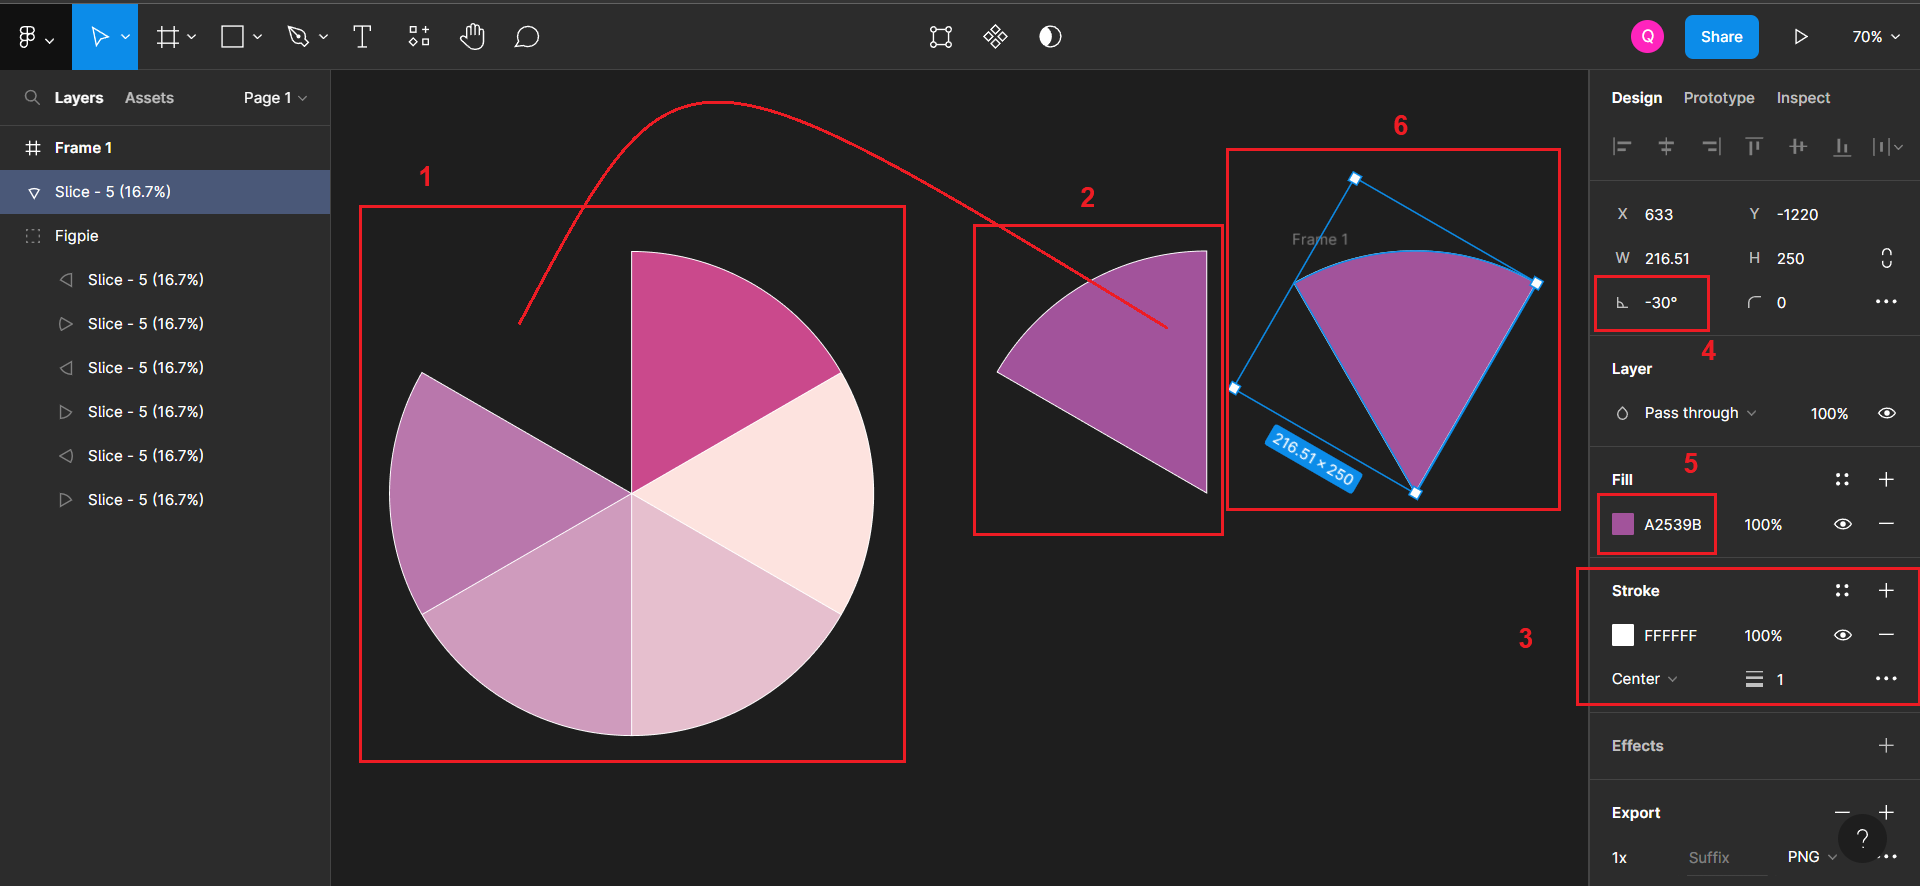 Q
Share
70%
Layers
Assets
Page 1
Design
Prototype
Inspect
Frame 1
Slice - 5 (16.7%)
Figpie
Slice - 5 (16.7%)
Slice - 5 (16.7%)
Slice - 5 (16.7%)
Slice - 5 (16.7%)
Slice - 5 (16.7%)
Slice - 5 (16.7%)
1
2
6
Frame 1
216.51 × 250
3
X 633
Y -1220
W 216.51
H 250
-30°
0
4
Layer
Pass through
100%
5
Fill
A2539B
100%
Stroke
FFFFFF
100%
Center
1
Effects
Export
?
1x
Suffix
PNG